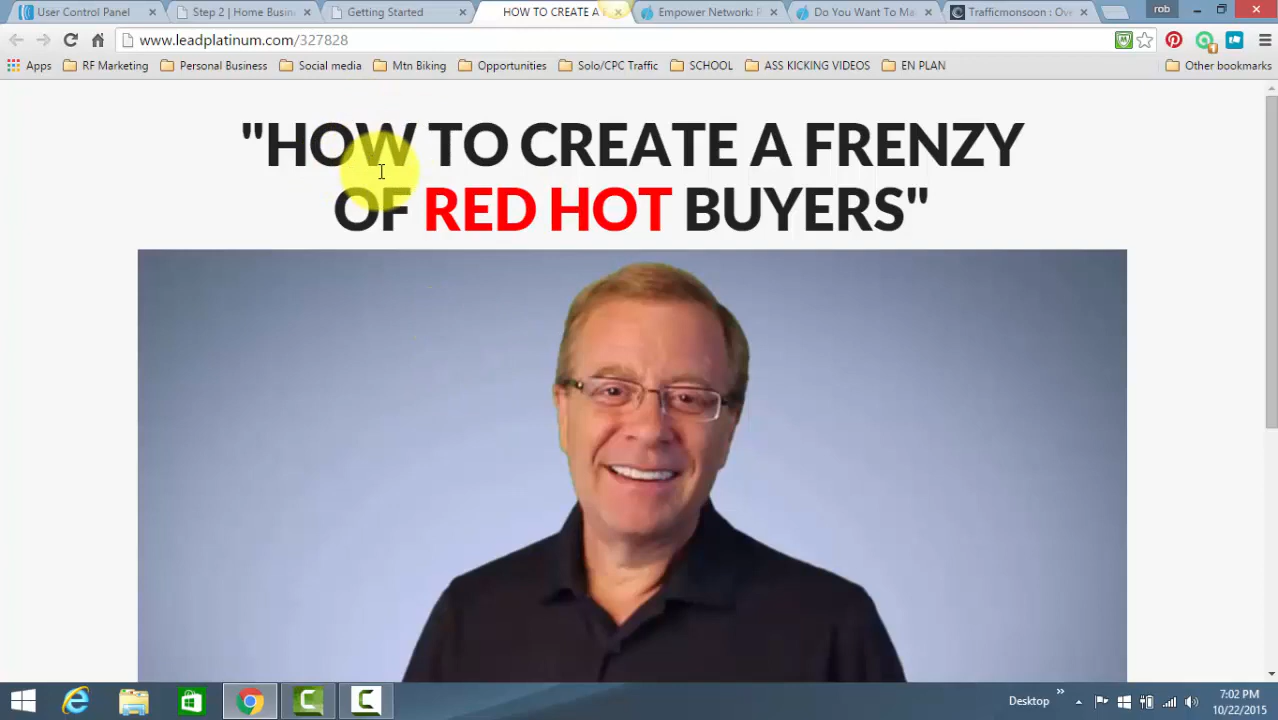 User Control Panel
Step 2 | Home Busin
Getting Started
HOW TO CREATE A
Empower Network:
Do You Want To Ma
Trafficmonsoon : Ov
rob
www.leadplatinum.com/327828
Apps
RF Marketing
Personal Business
Social media
Mtn Biking
Opportunities
Solo/CPC Traffic
SCHOOL
ASS KICKING VIDEOS
EN PLAN
Other bookmarks
"HOW TO CREATE A FRENZY
OF RED HOT BUYERS"
Desktop
7:02 PM
10/22/2015